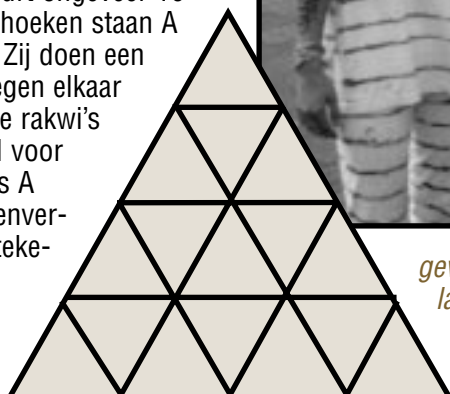 hoeken staan A
Zij doen een
egen elkaar
e rakwi's
voor
s A
enver-
teke-
gev
la